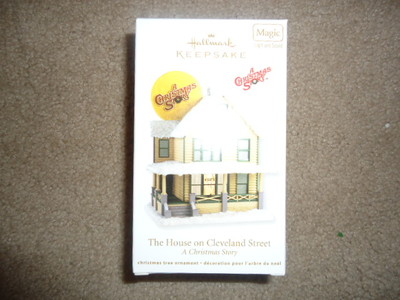 Hallmark
KEEPSAKE
Magic
A
CHRISTMAS
STORY
A
CHRISTMAS
STORY
The House on Cleveland Street
A Christmas Story
christmas tree ornament • décoration pour l'arbre de noël